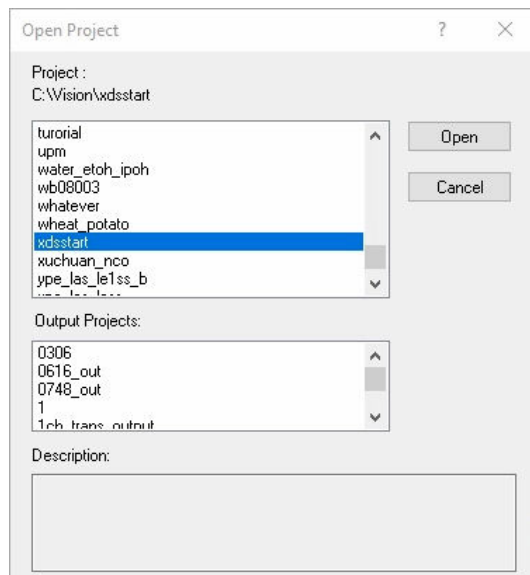 Open Project
Project :
C:\Vision\xdsstart
turorial
upm
water_etoh_ipoh
wb08003
whatever
wheat_potato
xdsstart
xuchuan_nco
ype_las_le1ss_b
Open
Cancel
Output Projects:
0306
0616_out
0748_out
1
1ch_trans_output
Description: